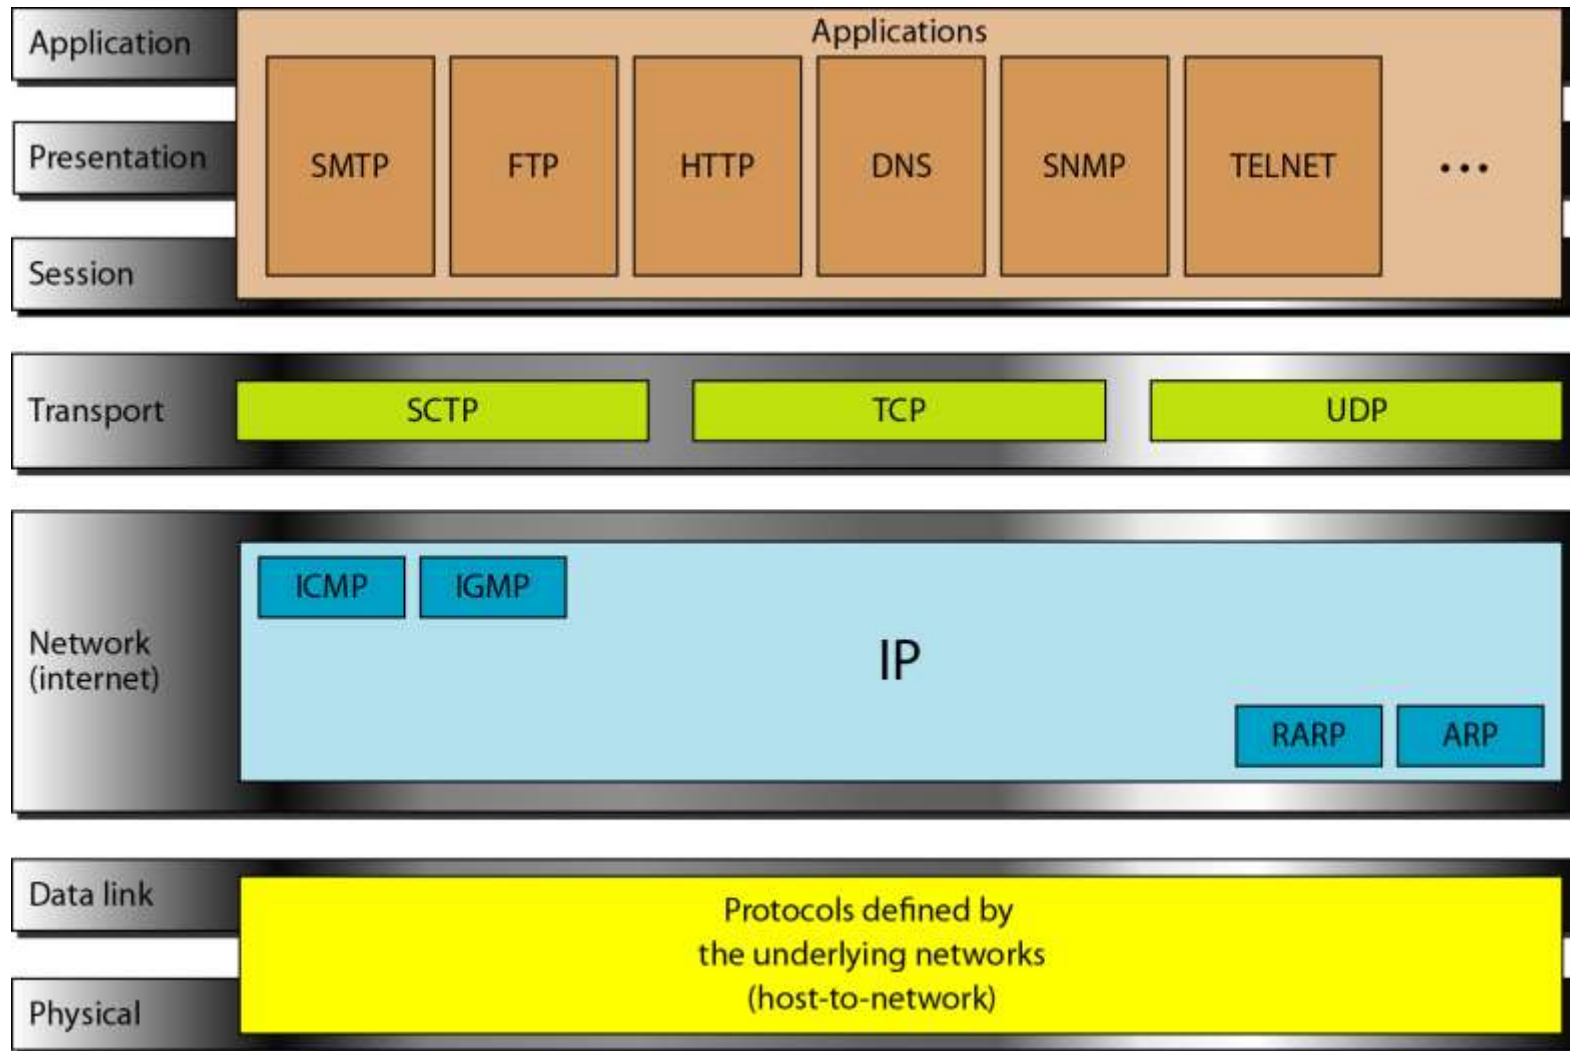 Application
Applications
Presentation
SMTP
FTP
HTTP
DNS
SNMP
TELNET
...
Session
Transport
SCTP
TCP
UDP
Network
(internet)
ICMP
IGMP
IP
RARP
ARP
Data link
Physical
Protocols defined by
the underlying networks
(host-to-network)